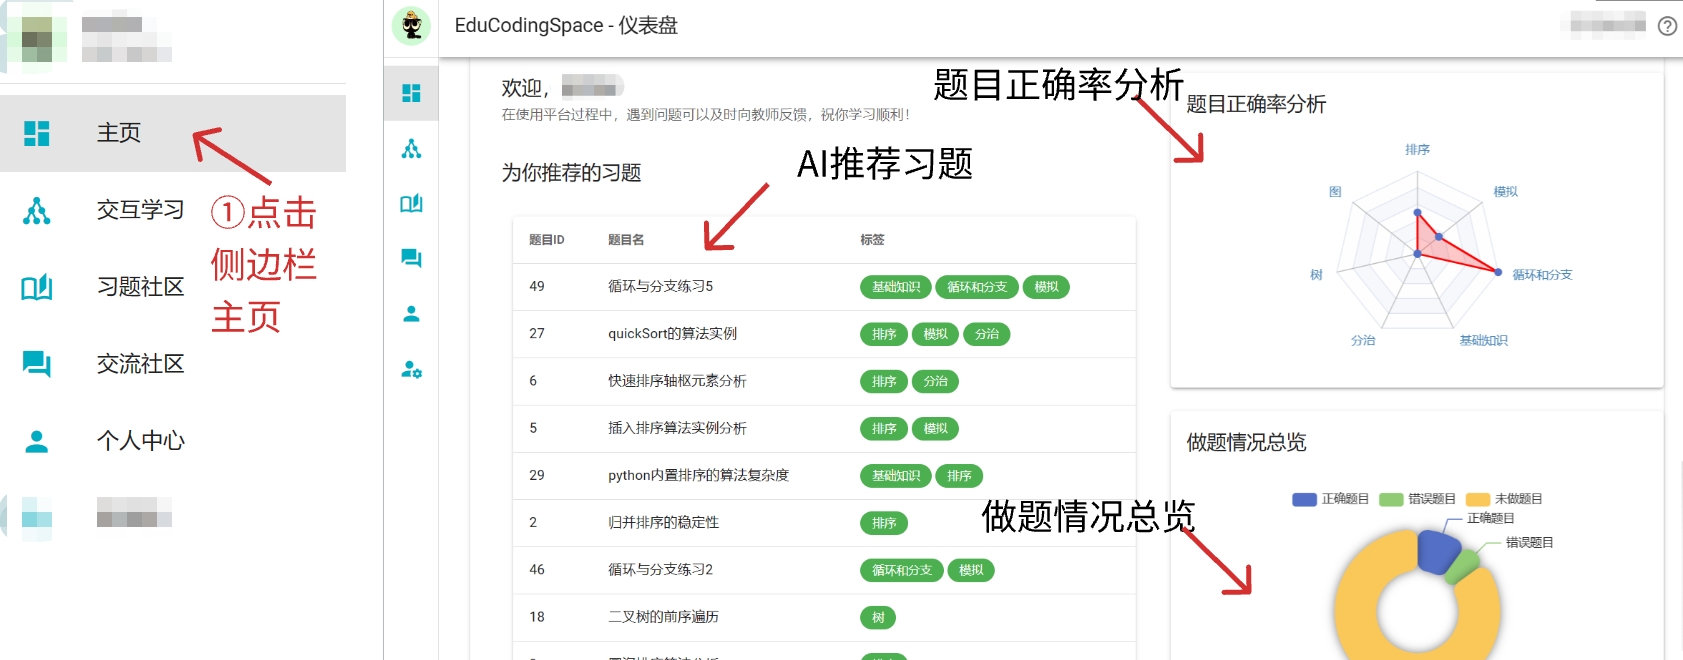 主页
交互学习
习题社区
交流社区
个人中心
①点击
侧边栏
主页
EduCodingSpace - 仪表盘
欢迎，
在使用平台过程中，遇到问题可以及时向教师反馈，祝你学习顺利！
为你推荐的习题
AI推荐习题
题目ID 题目名 标签
49 循环与分支练习5 基础知识 循环和分支 模拟
27 quickSort的算法实例 排序 模拟 分治
6 快速排序轴枢元素分析 排序 分治
5 插入排序算法实例分析 排序 模拟
29 python内置排序的算法复杂度 基础知识 排序
2 归并排序的稳定性 排序
46 循环与分支练习2 循环和分支 模拟
18 二叉树的前序遍历 树
题目正确率分析
题目正确率分析
排序
图 模拟
树 循环和分支
分治 基础知识
做题情况总览
做题情况总览
正确题目 错误题目 未做题目
正确题目
错误题目